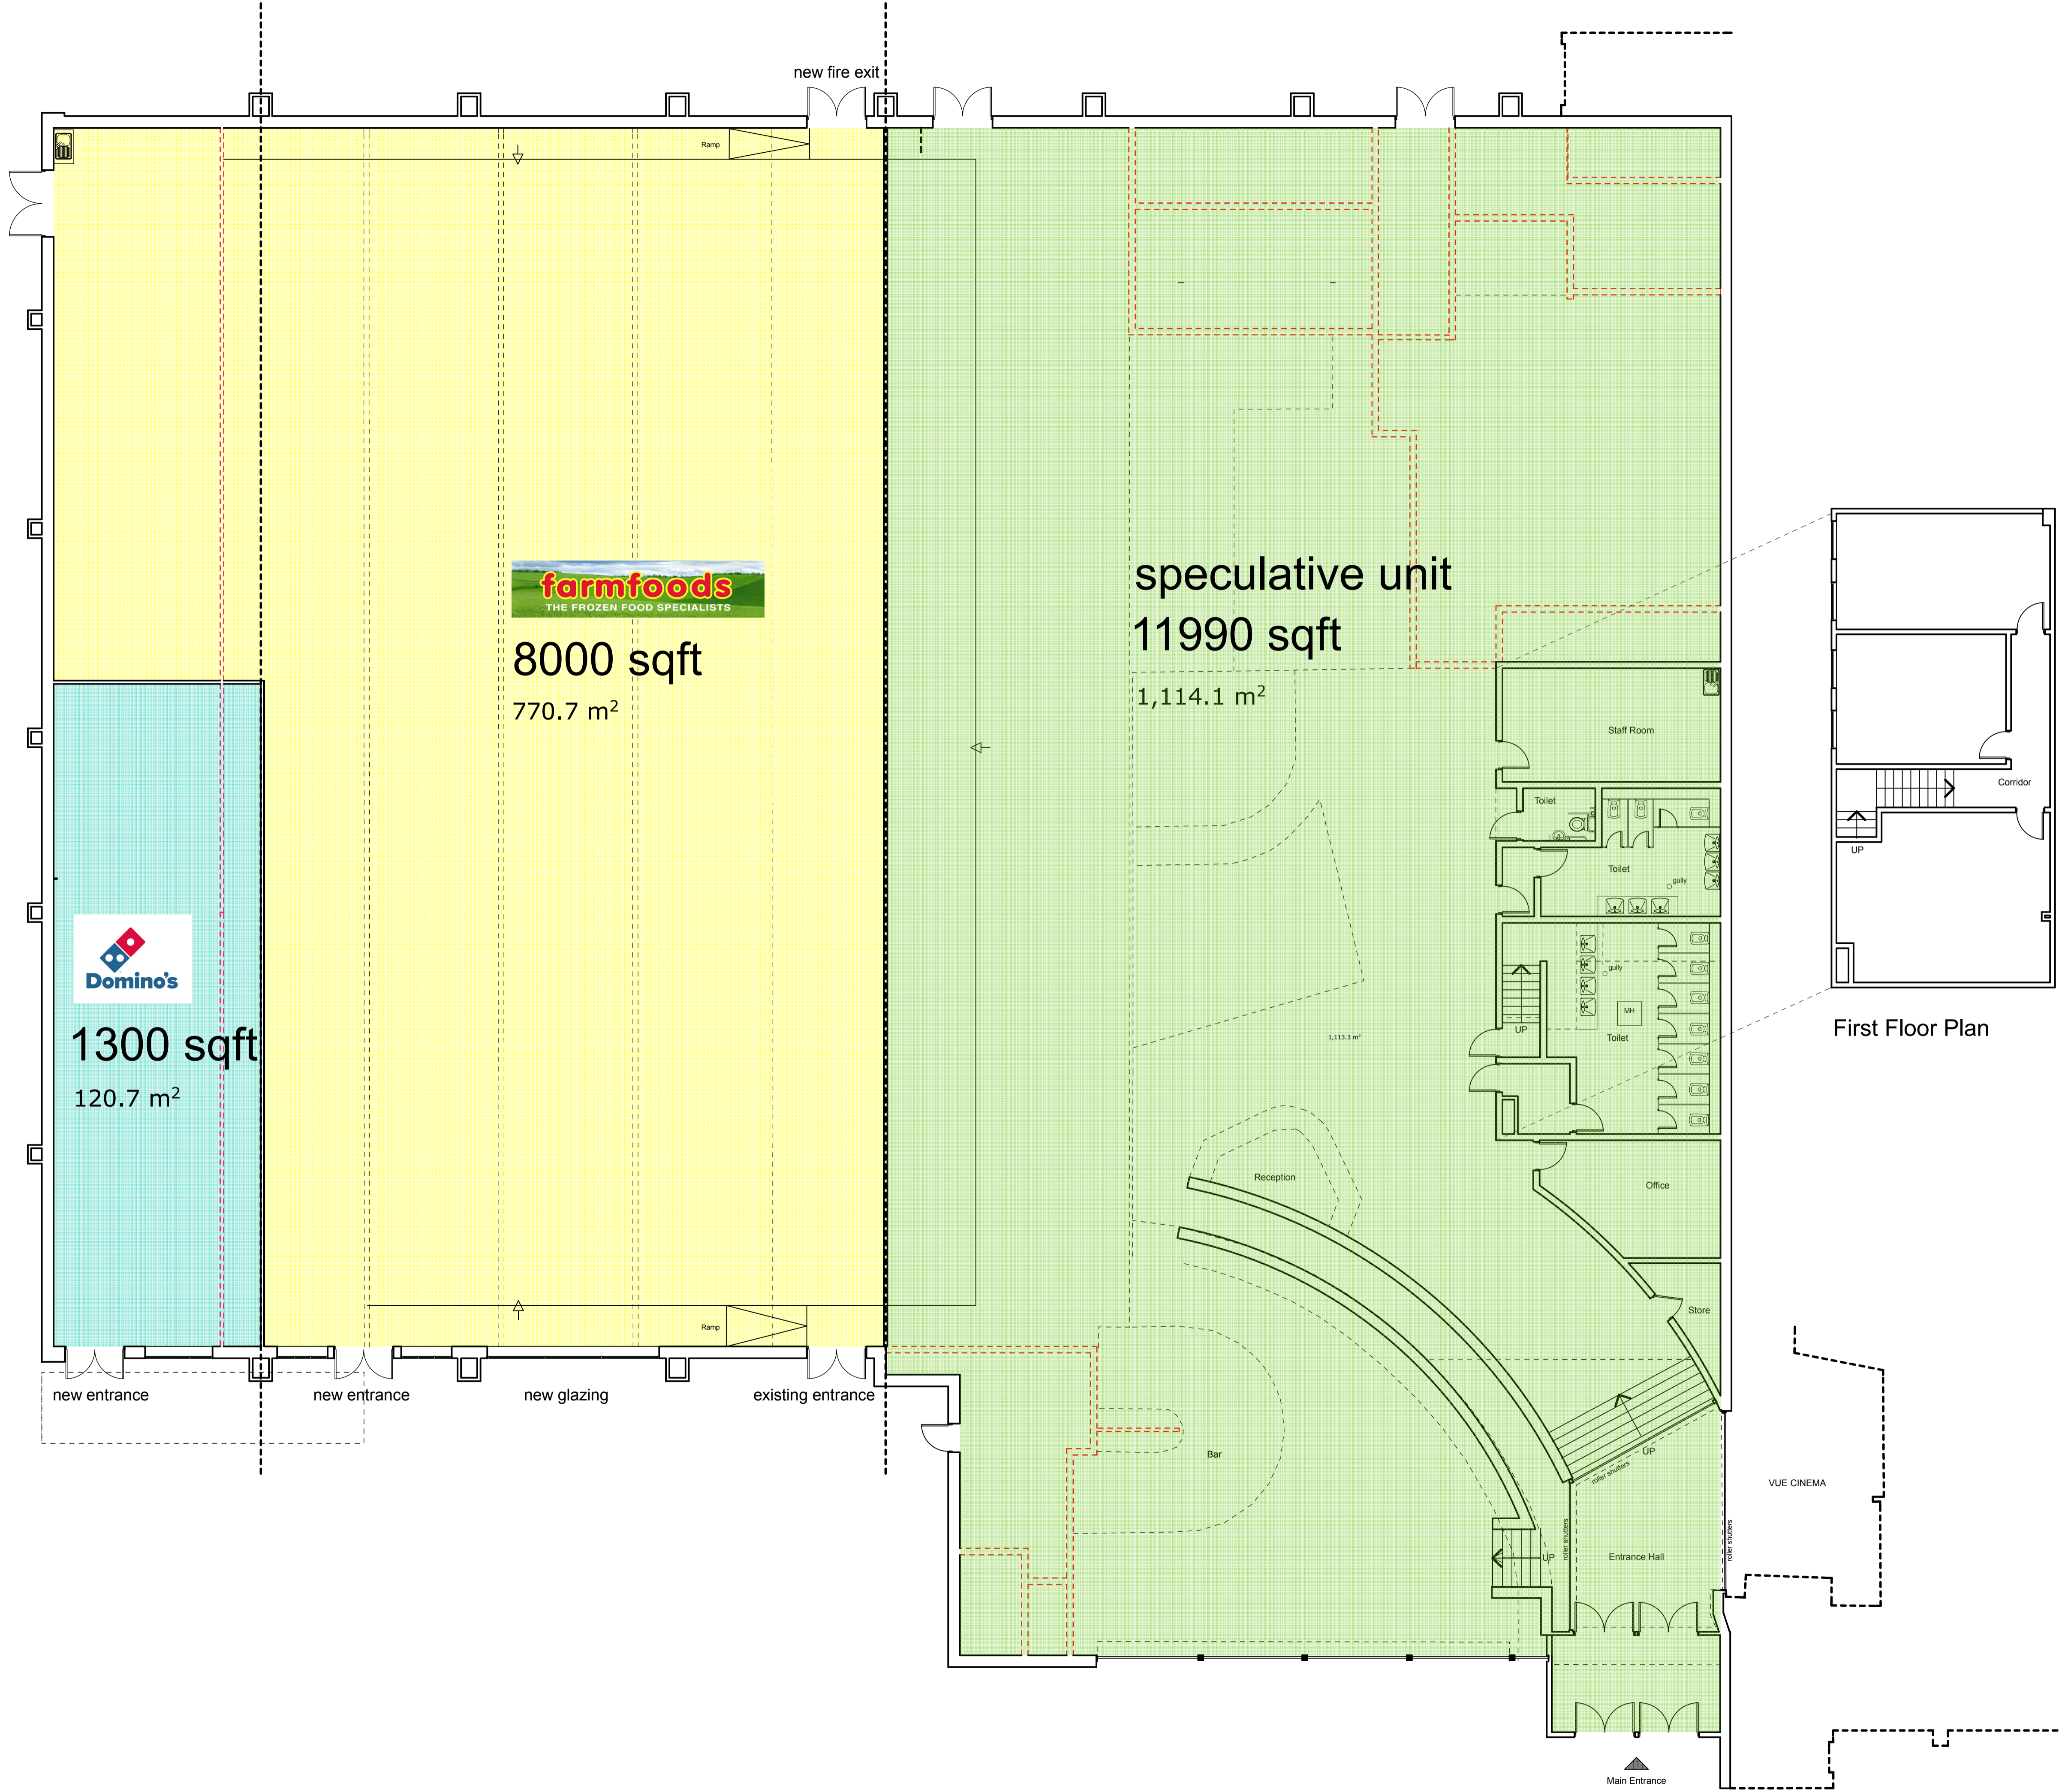 new fire exit
Ramp
farmfoods
THE FROZEN FOOD SPECIALISTS
8000 sqft
770.7 m²
speculative unit
11990 sqft
1,114.1 m²
Staff Room
Toilet
Toilet
gully
gully
MH
UP
Toilet
1,113.3 m²
Corridor
UP
First Floor Plan
Domino's
1300 sqft
120.7 m²
Reception
Office
Store
Ramp
new entrance
new entrance
new glazing
existing entrance
Bar
UP
roller shutters
VUE CINEMA
roller shutters
roller shutters
UP
Entrance Hall
Main Entrance